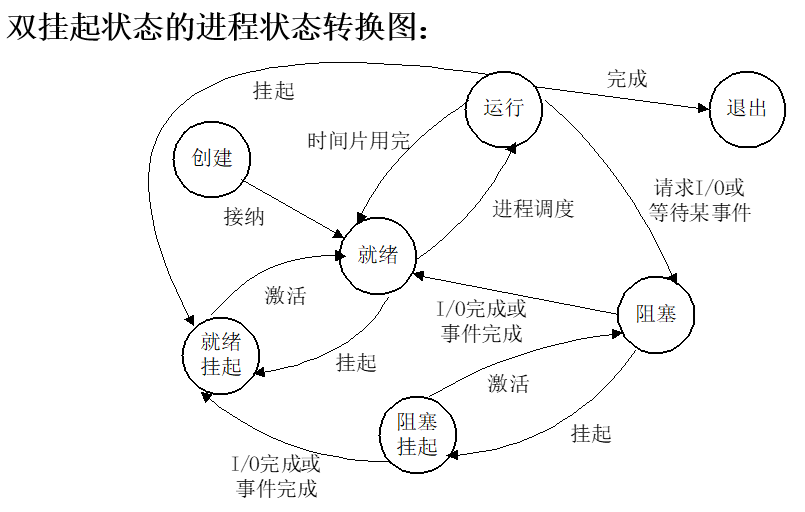 双挂起状态的进程状态转换图：
挂起
运行
完成
退出
创建
时间片用完
接纳
进程调度
请求I/O或
等待某事件
就绪
激活
I/O完成或
事件完成
阻塞
就绪
挂起
挂起
激活
阻塞
挂起
挂起
I/O完成或
事件完成